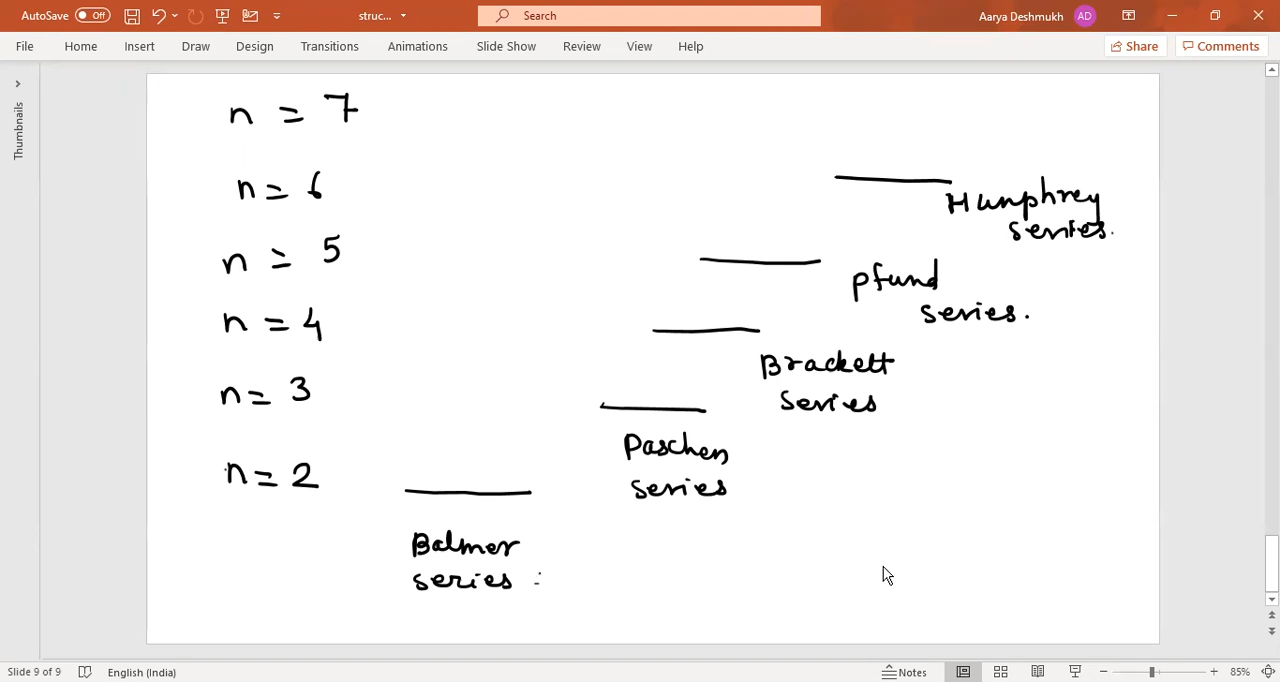 AutoSave Off struc... Search Aarya Deshmukh AD
File Home Insert Draw Design Transitions Animations Slide Show Review View Help Share Comments
Thumbnails
n = 7
n = 6
Humphrey
series.
n = 5
pfund
series.
n = 4
Brackett
series
n = 3
Paschen
series
n = 2
Balmer
series :
Slide 9 of 9 English (India) Notes 85%